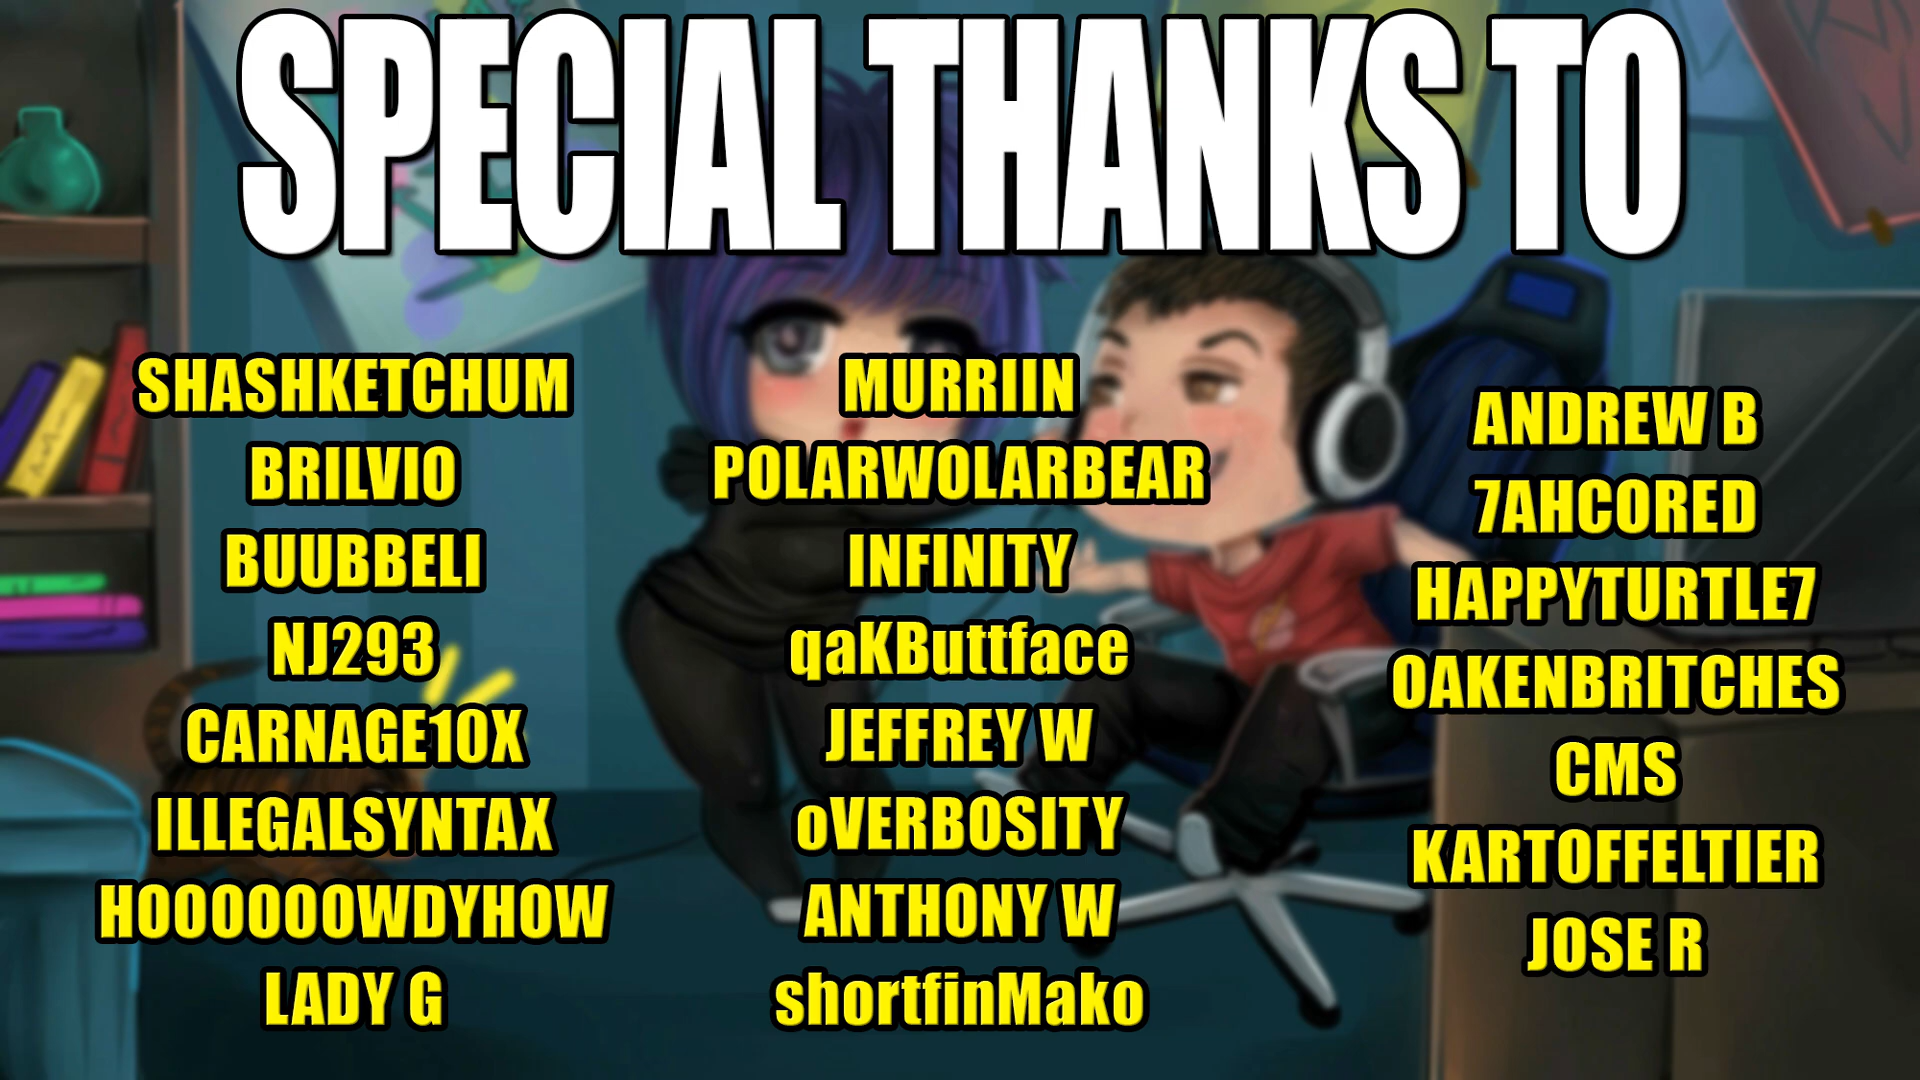 SPECIAL THANKS TO
SHASHKETCHUM
BRILVIO
BUUBBELI
NJ293
CARNAGE10X
ILLEGALSYNTAX
HOOOOOOWDYHOW
LADY G
MURRIIN
POLARWOLARBEAR
INFINITY
qaKButtface
JEFFREY W
oVERBOSITY
ANTHONY W
shortfinMako
ANDREW B
7AHCORED
HAPPYTURTLE7
OAKENBRITCHES
CMS
KARTOFFELTIER
JOSE R